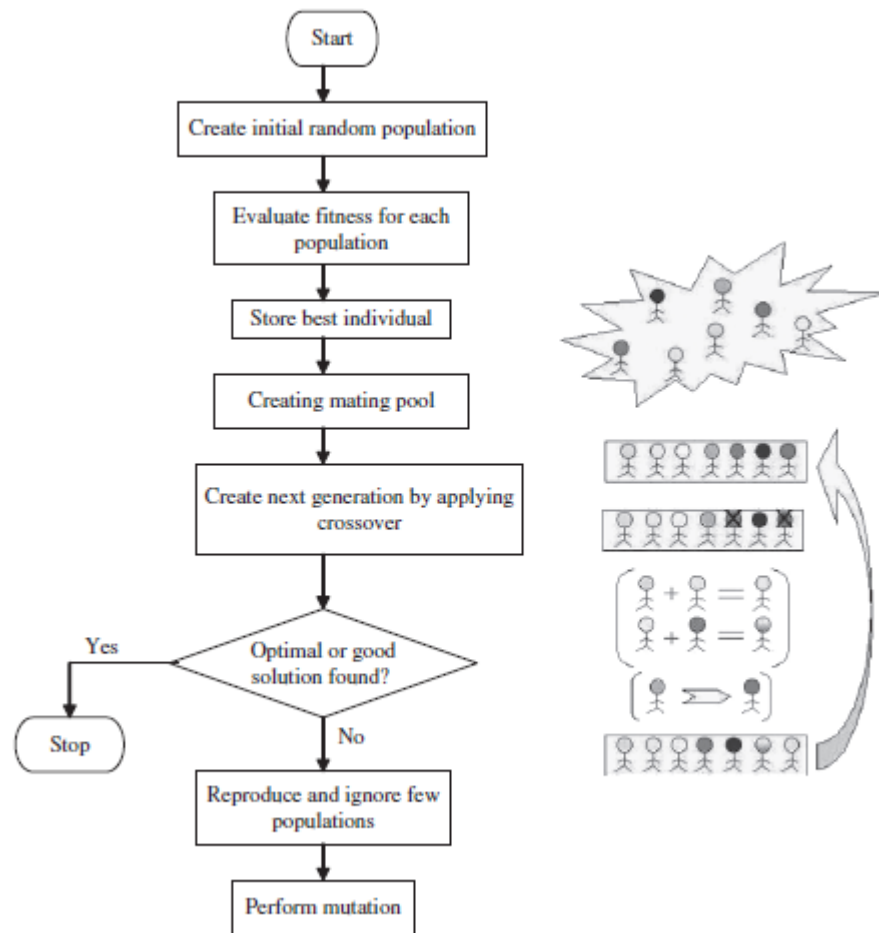 Start
Create initial random population
Evaluate fitness for each
population
Store best individual
Creating mating pool
Create next generation by applying
crossover
Yes
Optimal or good
solution found?
Stop
No
Reproduce and ignore few
populations
Perform mutation
+ =
+ =